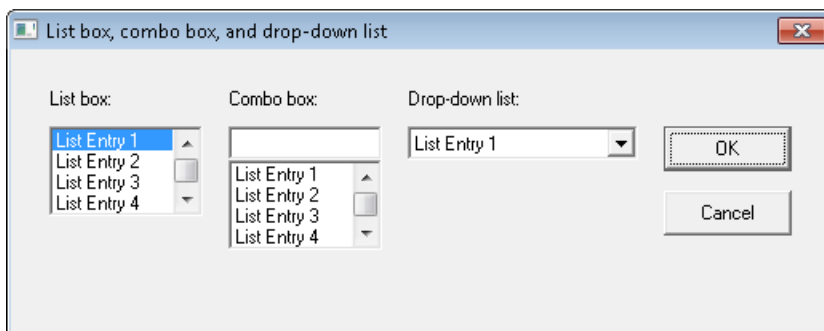 List box, combo box, and drop-down list
List box:
List Entry 1
List Entry 2
List Entry 3
List Entry 4
Combo box:
List Entry 1
List Entry 2
List Entry 3
List Entry 4
Drop-down list:
List Entry 1
OK
Cancel